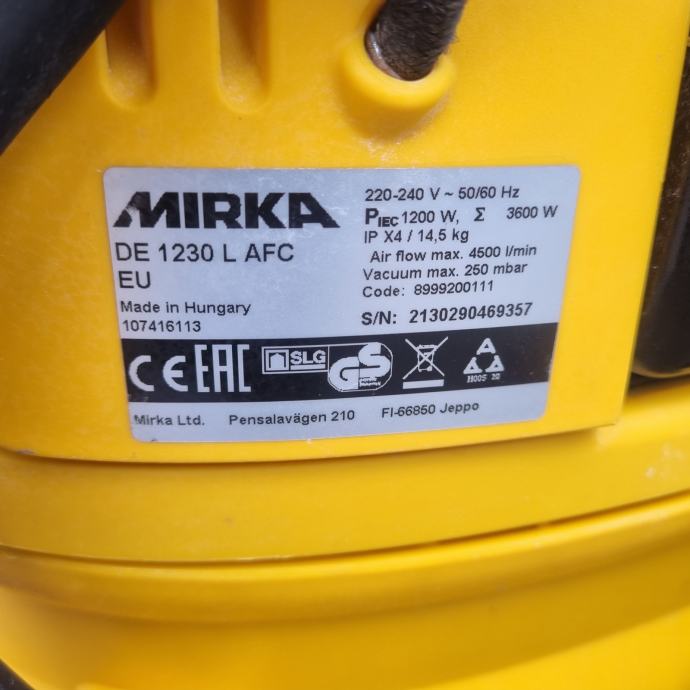 MIRKA
DE 1230 L AFC
EU
Made in Hungary
107416113
220-240 V ~ 50/60 Hz
PIEC 1200 W, Σ 3600 W
IP X4 / 14,5 kg
Air flow max. 4500 l/min
Vacuum max. 250 mbar
Code: 8999200111
S/N: 2130290469357
CE EAC SLG GS
H005 20
Mirka Ltd. Pensalavägen 210 FI-66850 Jeppo